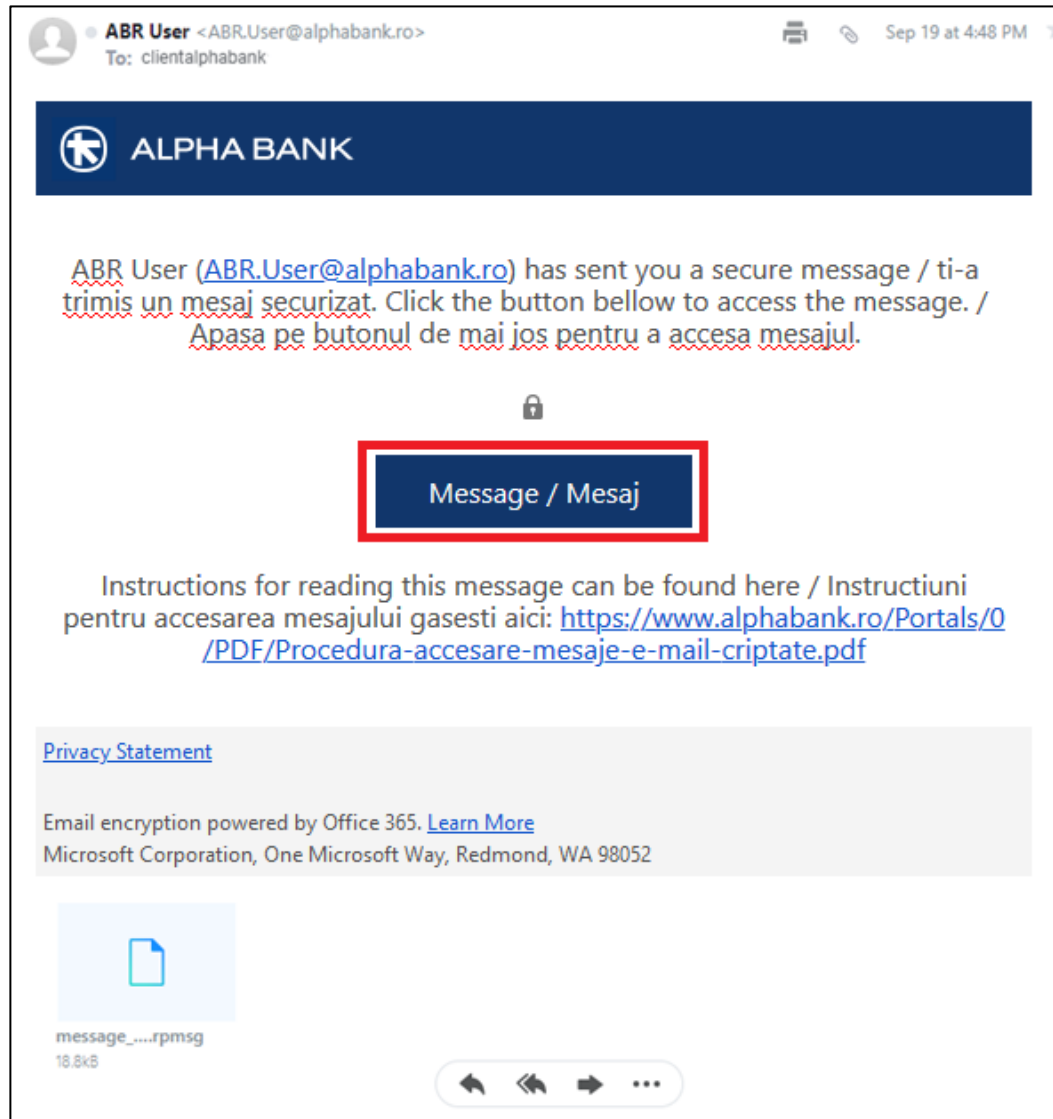 ABR User <ABR.User@alphabank.ro>
Sep 19 at 4:48 PM
To: clientalphabank
ALPHA BANK
ABR User (ABR.User@alphabank.ro) has sent you a secure message / ti-a
trimis un mesaj securizat. Click the button bellow to access the message. /
Apasa pe butonul de mai jos pentru a accesa mesajul.
Message / Mesaj
Instructions for reading this message can be found here / Instructiuni
pentru accesarea mesajului gasesti aici: https://www.alphabank.ro/Portals/0
/PDF/Procedura-accesare-mesaje-e-mail-criptate.pdf
Privacy Statement
Email encryption powered by Office 365. Learn More
Microsoft Corporation, One Microsoft Way, Redmond, WA 98052
message_....rpmsg
18.8kB